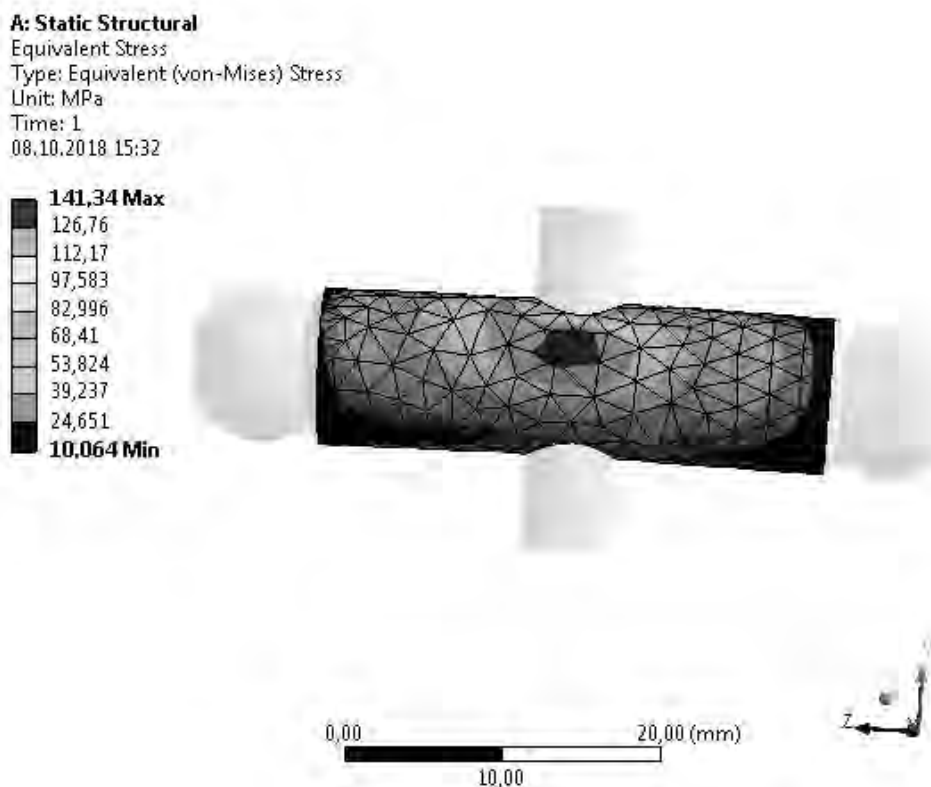 A: Static Structural
Equivalent Stress
Type: Equivalent (von-Mises) Stress
Unit: MPa
Time: 1
08.10.2018 15:32
141,34 Max
126,76
112,17
97,583
82,996
68,41
53,824
39,237
24,651
10,064 Min
0,00 20,00 (mm)
10,00
Z